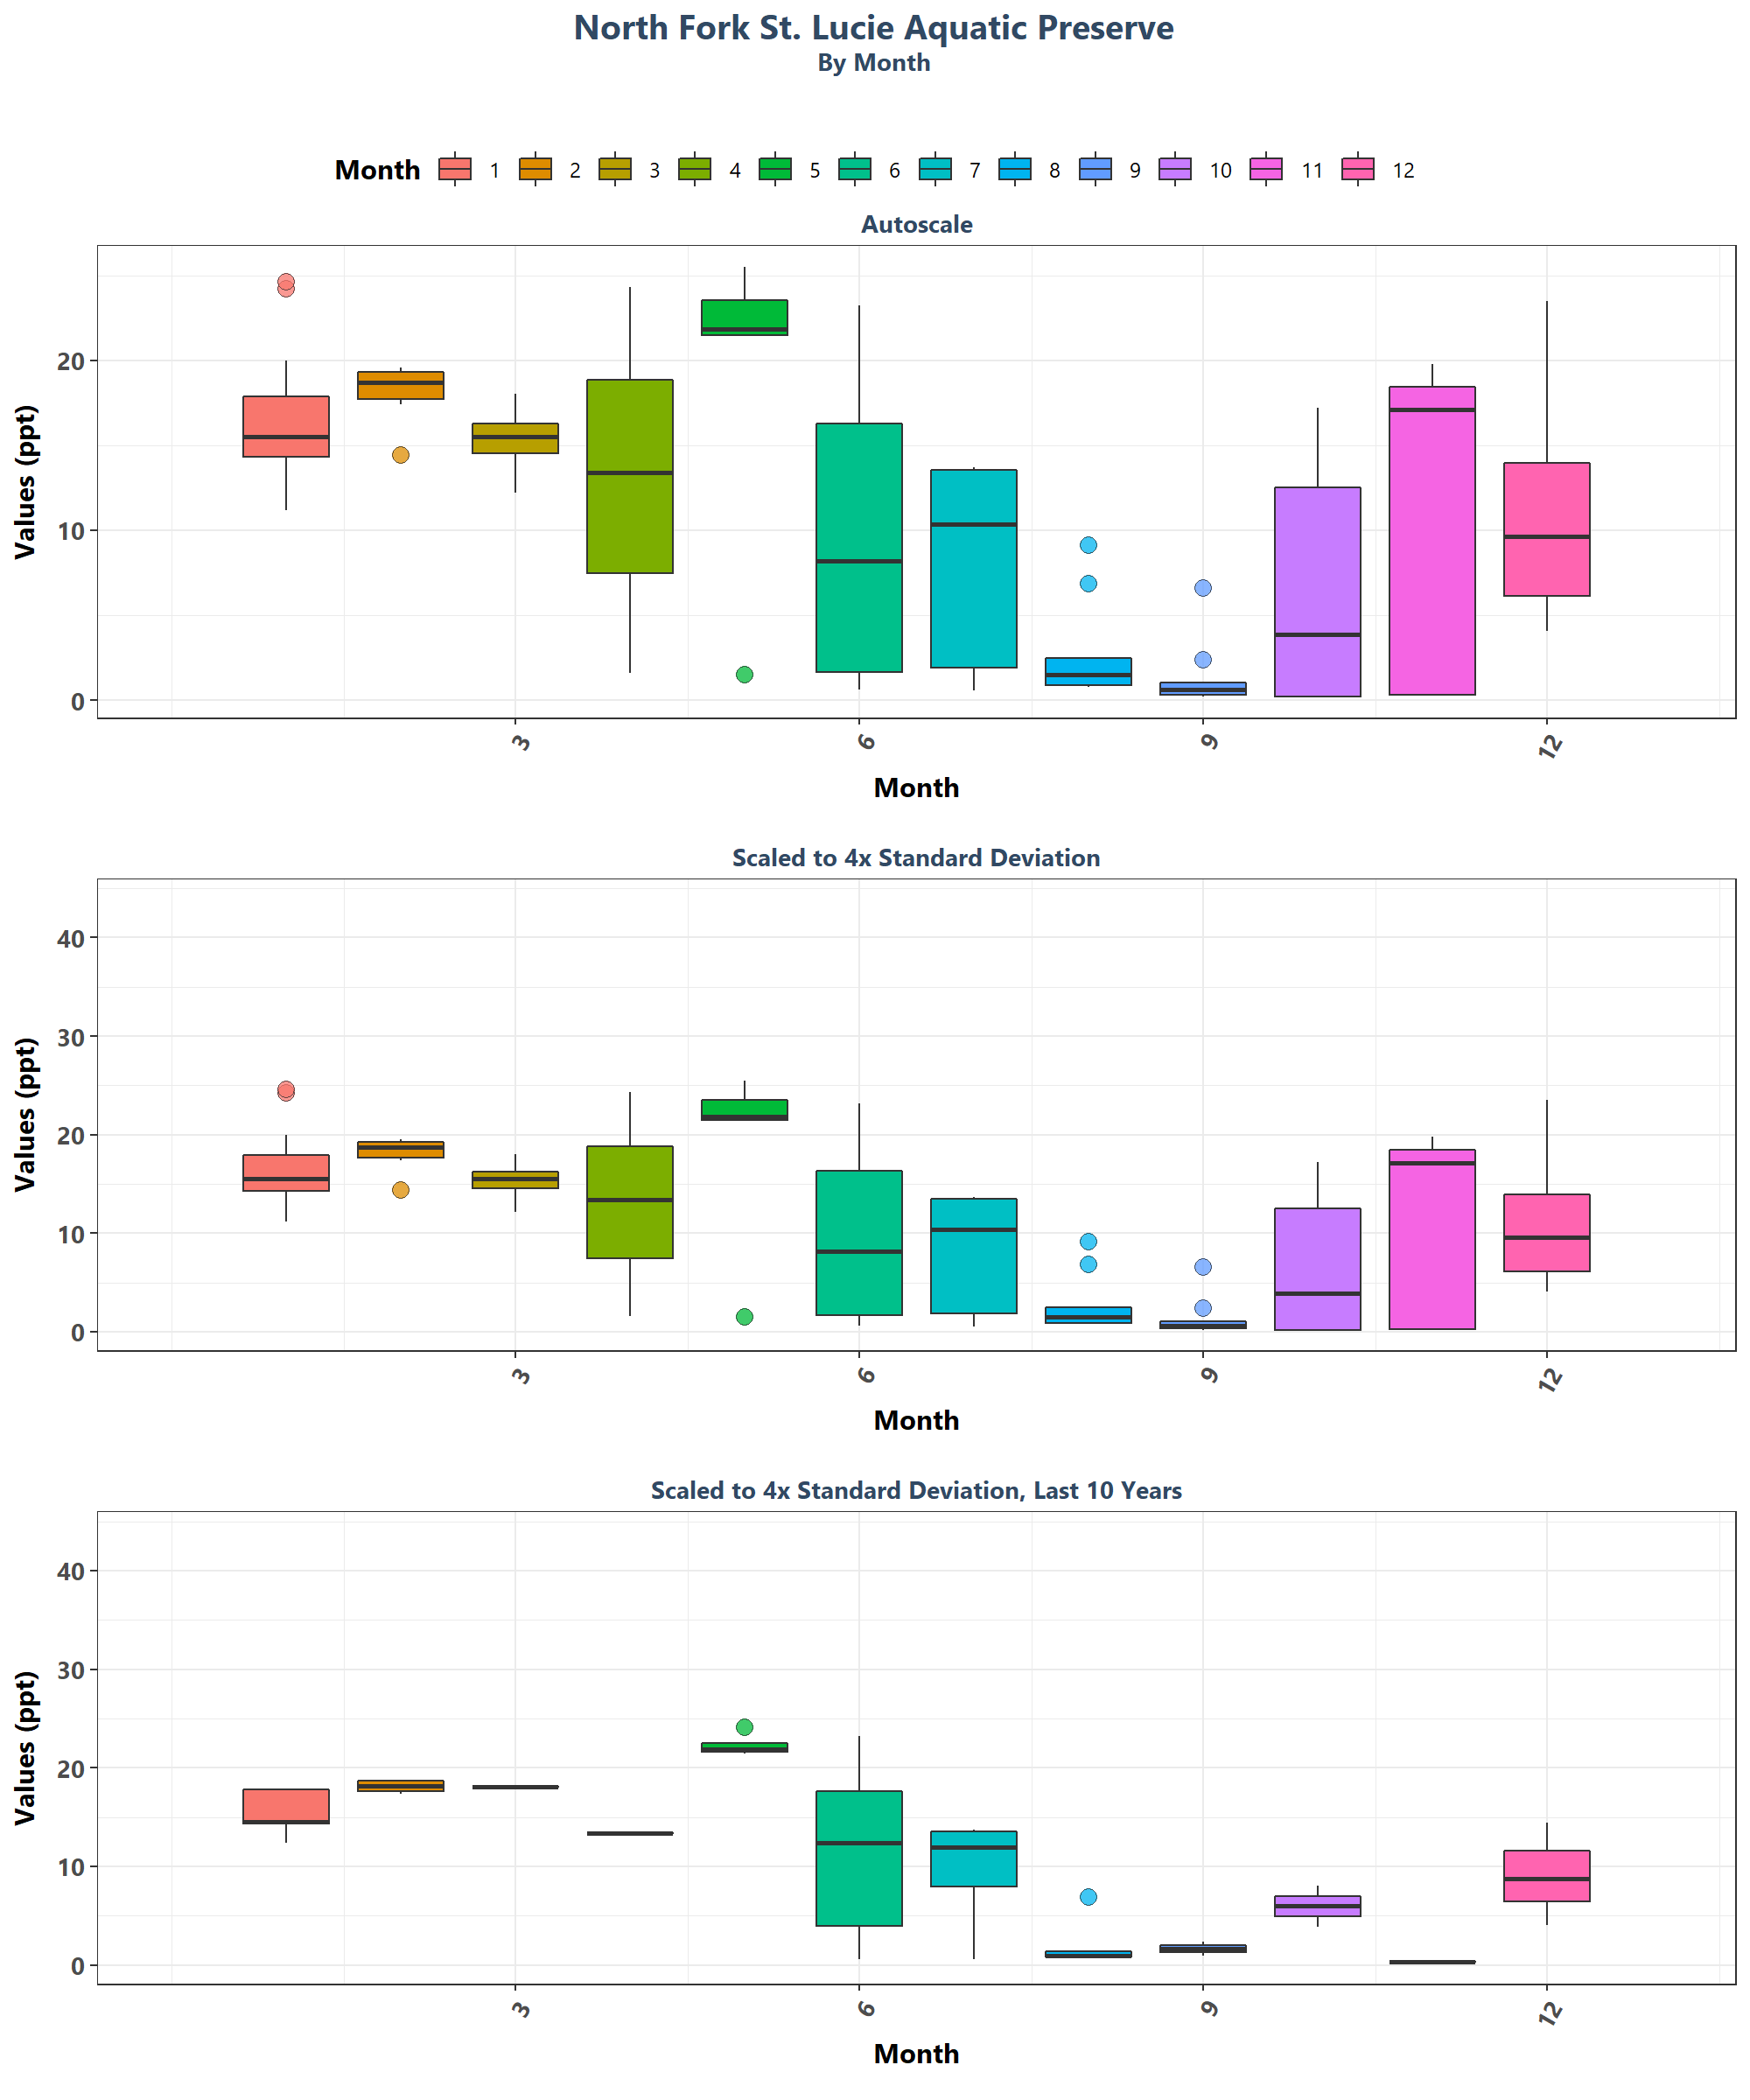 North Fork St. Lucie Aquatic Preserve
By Month
Month 1 2 3 4 5 6 7 8 9 10 11 12
Autoscale
Values (ppt)
20
10
0
3 6 9 12
Month
Scaled to 4x Standard Deviation
Values (ppt)
40
30
20
10
0
3 6 9 12
Month
Scaled to 4x Standard Deviation, Last 10 Years
Values (ppt)
40
30
20
10
0
3 6 9 12
Month